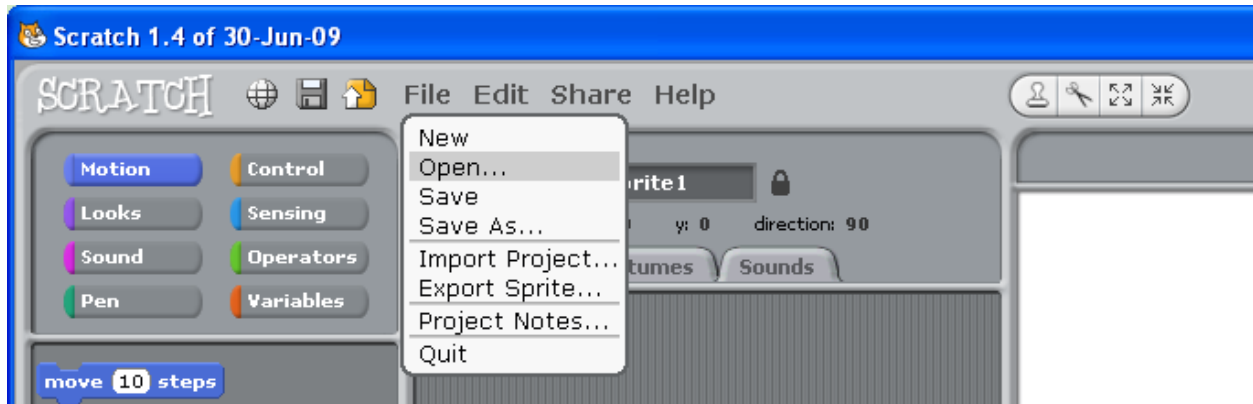 Scratch 1.4 of 30-Jun-09
SCRATCH File Edit Share Help
New
Open...
Save
Save As...
Import Project...
Export Sprite...
Project Notes...
Quit
Motion Control
Looks Sensing
Sound Operators
Pen Variables
y: 0 direction: 90
Sounds
move 10 steps